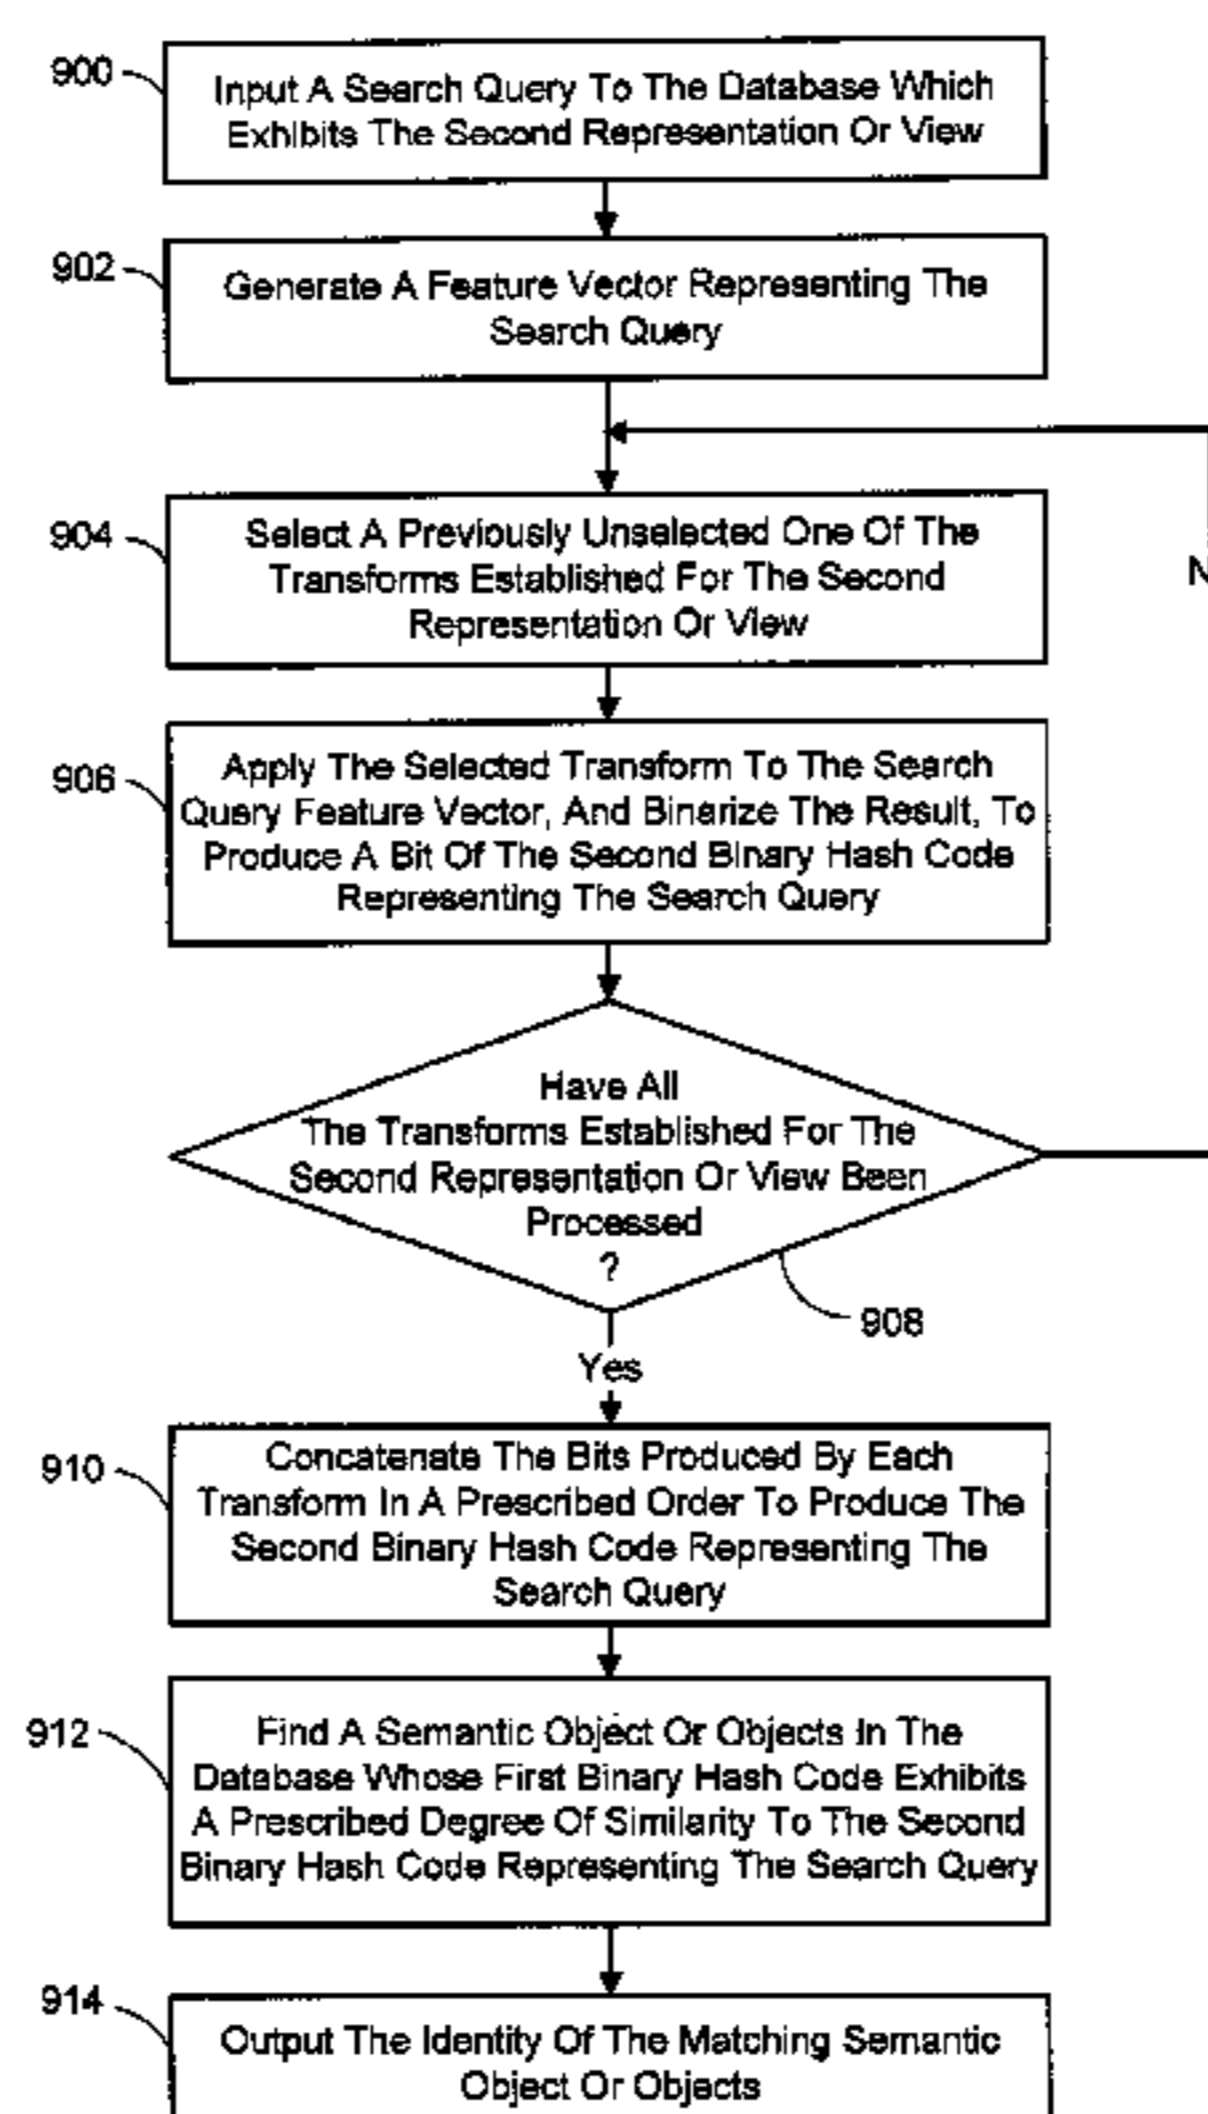 900
Input A Search Query To The Database Which
Exhibits The Second Representation Or View
902
Generate A Feature Vector Representing The
Search Query
904
Select A Previously Unselected One Of The
Transforms Established For The Second
Representation Or View
N
906
Apply The Selected Transform To The Search
Query Feature Vector, And Binarize The Result, To
Produce A Bit Of The Second Binary Hash Code
Representing The Search Query
Have All
The Transforms Established For The
Second Representation Or View Been
Processed
?
908
Yes
910
Concatenate The Bits Produced By Each
Transform In A Prescribed Order To Produce The
Second Binary Hash Code Representing The
Search Query
912
Find A Semantic Object Or Objects In The
Database Whose First Binary Hash Code Exhibits
A Prescribed Degree Of Similarity To The Second
Binary Hash Code Representing The Search Query
914
Output The Identity Of The Matching Semantic
Object Or Objects